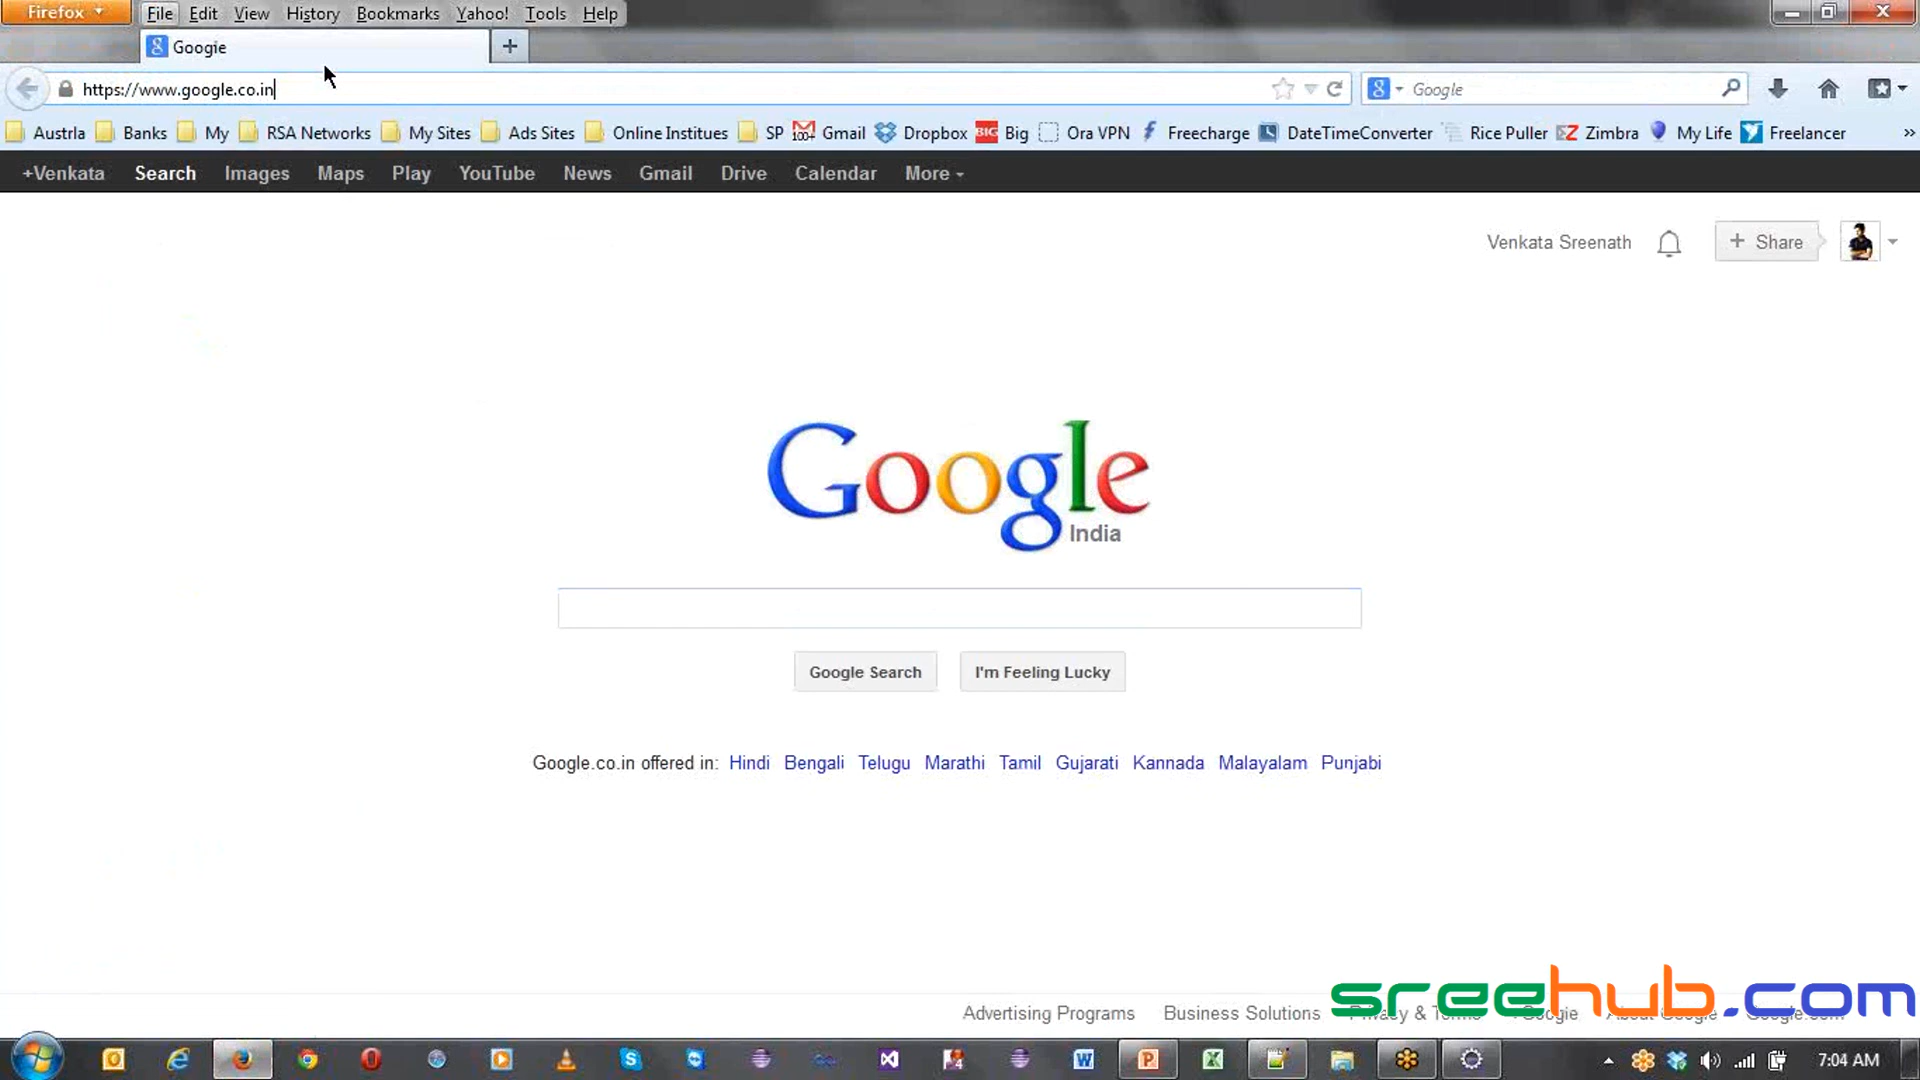 Firefox
File Edit View History Bookmarks Yahoo! Tools Help
Google
https://www.google.co.in
Google
Austrla Banks My RSA Networks My Sites Ads Sites Online Institues SP Gmail Dropbox BIG Big Ora VPN Freecharge DateTimeConverter Rice Puller Zimbra My Life Freelancer »
+Venkata Search Images Maps Play YouTube News Gmail Drive Calendar More
Venkata Sreenath + Share
Google
India
Google Search I'm Feeling Lucky
Google.co.in offered in: Hindi Bengali Telugu Marathi Tamil Gujarati Kannada Malayalam Punjabi
sreehub.com
Advertising Programs Business Solutions Privacy & Terms +Google About Google Google.com
7:04 AM